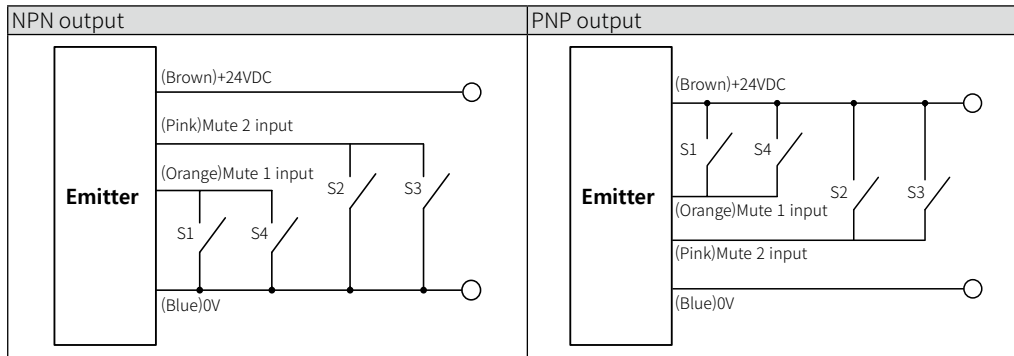 NPN output
(Brown)+24VDC
(Pink)Mute 2 input
(Orange)Mute 1 input
Emitter
S2
S3
S1
S4
(Blue)0V
PNP output
(Brown)+24VDC
S1
S4
Emitter
S2
S3
(Orange)Mute 1 input
(Pink)Mute 2 input
(Blue)0V